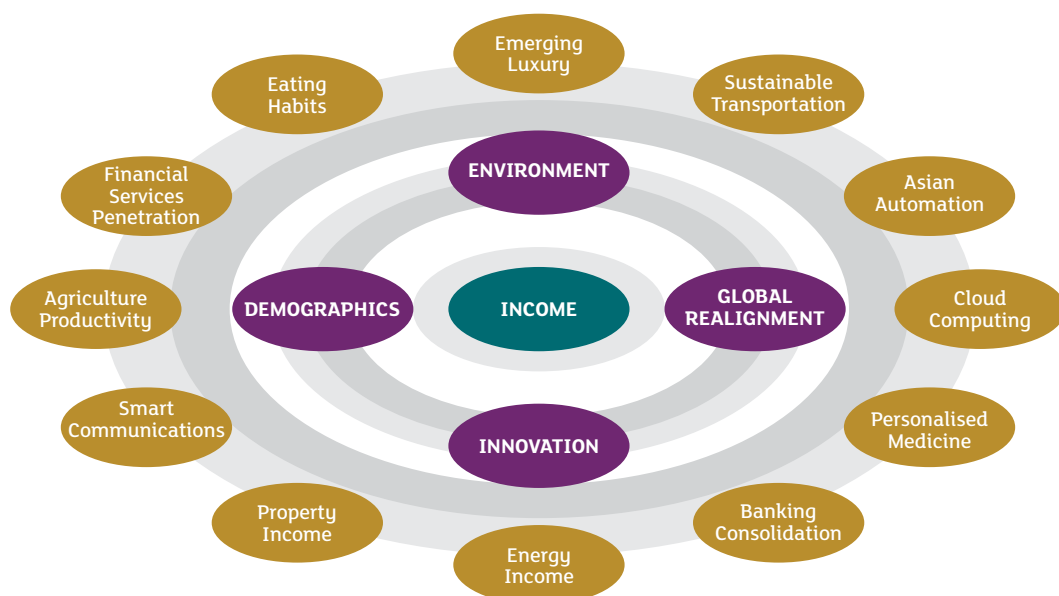 Emerging
Luxury
Eating
Habits
Sustainable
Transportation
ENVIRONMENT
Financial
Services
Penetration
Asian
Automation
Agriculture
Productivity
DEMOGRAPHICS
INCOME
GLOBAL
REALIGNMENT
Cloud
Computing
Smart
Communications
INNOVATION
Personalised
Medicine
Property
Income
Banking
Consolidation
Energy
Income